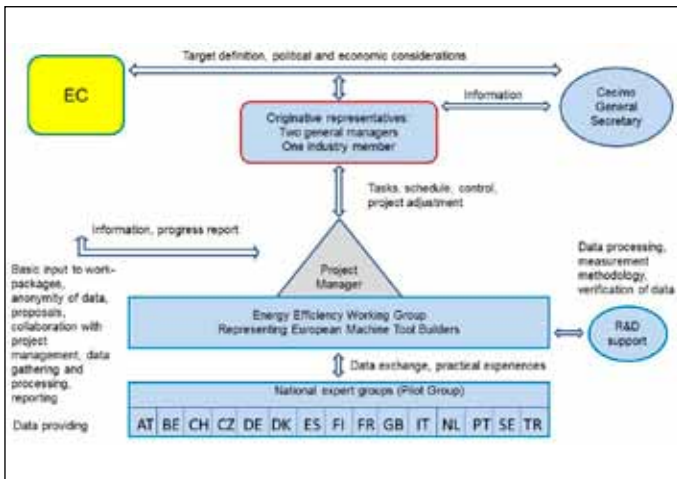 Target definition, political and economic considerations
EC
Information
Cecimo
General
Secretary
Originative representatives:
Two general managers
One industry member
Tasks, schedule, control,
project adjustment
Information, progress report
Project
Manager
Data processing,
measurement
methodology,
verification of data
Basic input to work-
packages,
anonymity of data,
proposals,
collaboration with
project
management, data
gathering and
processing,
reporting
Energy Efficiency Working Group
Representing European Machine Tool Builders
R&D
support
Data exchange, practical experiences
National expert groups (Pilot Group)
Data providing
AT BE CH CZ DE DK ES FI FR GB IT NL PT SE TR